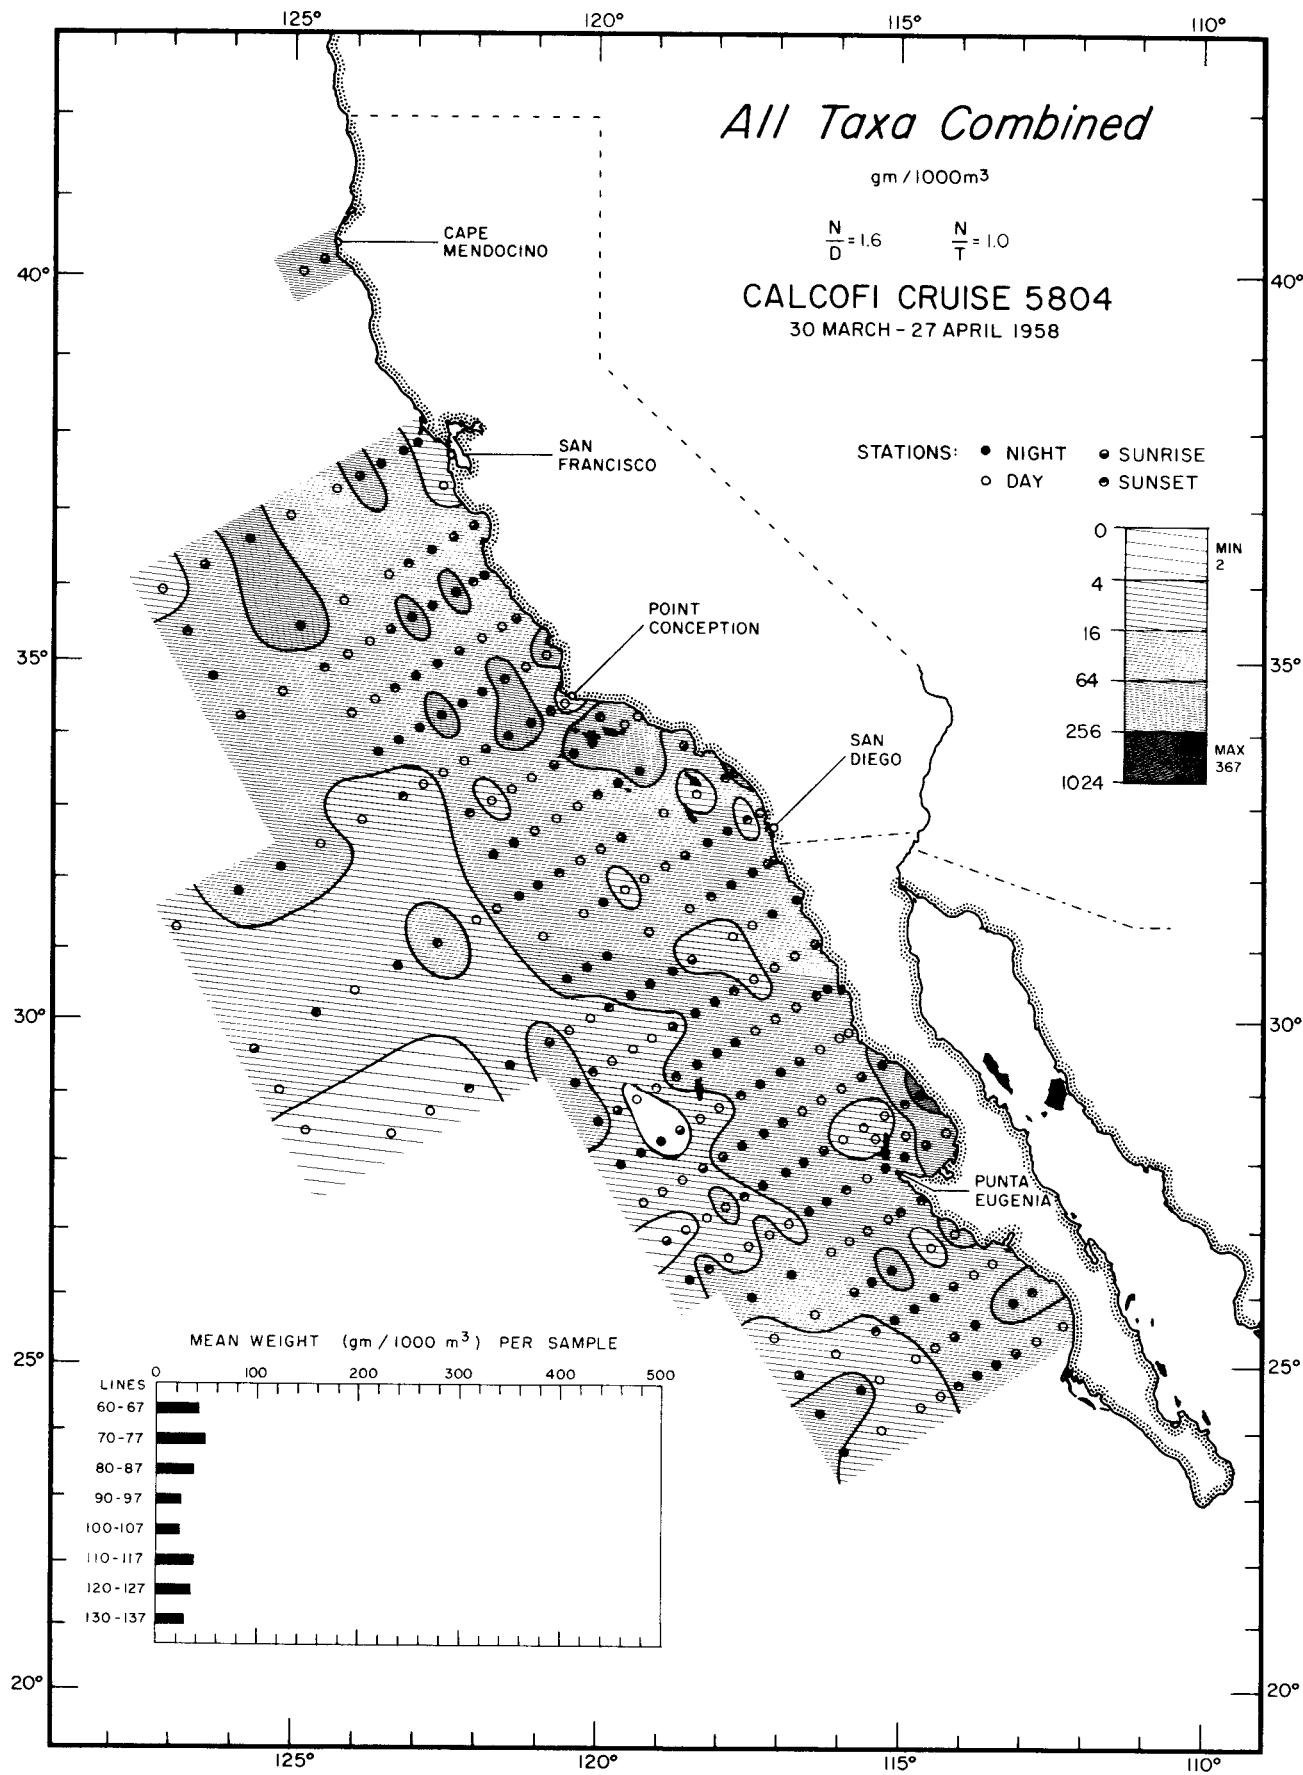 125° 120° 115° 110°
All Taxa Combined
gm/1000m³
N/D = 1.6 N/T = 1.0
CALCOFI CRUISE 5804
30 MARCH – 27 APRIL 1958
CAPE
MENDOCINO
40° 40°
SAN
FRANCISCO
STATIONS: ● NIGHT SUNRISE
○ DAY SUNSET
0
MIN
2
4
16
64
256
MAX
367
1024
POINT
CONCEPTION
35° 35°
SAN
DIEGO
30° 30°
PUNTA
EUGENIA
MEAN WEIGHT (gm/1000 m³) PER SAMPLE
25° 25°
LINES 0 100 200 300 400 500
60-67
70-77
80-87
90-97
100-107
110-117
120-127
130-137
20° 20°
125° 120° 115° 110°